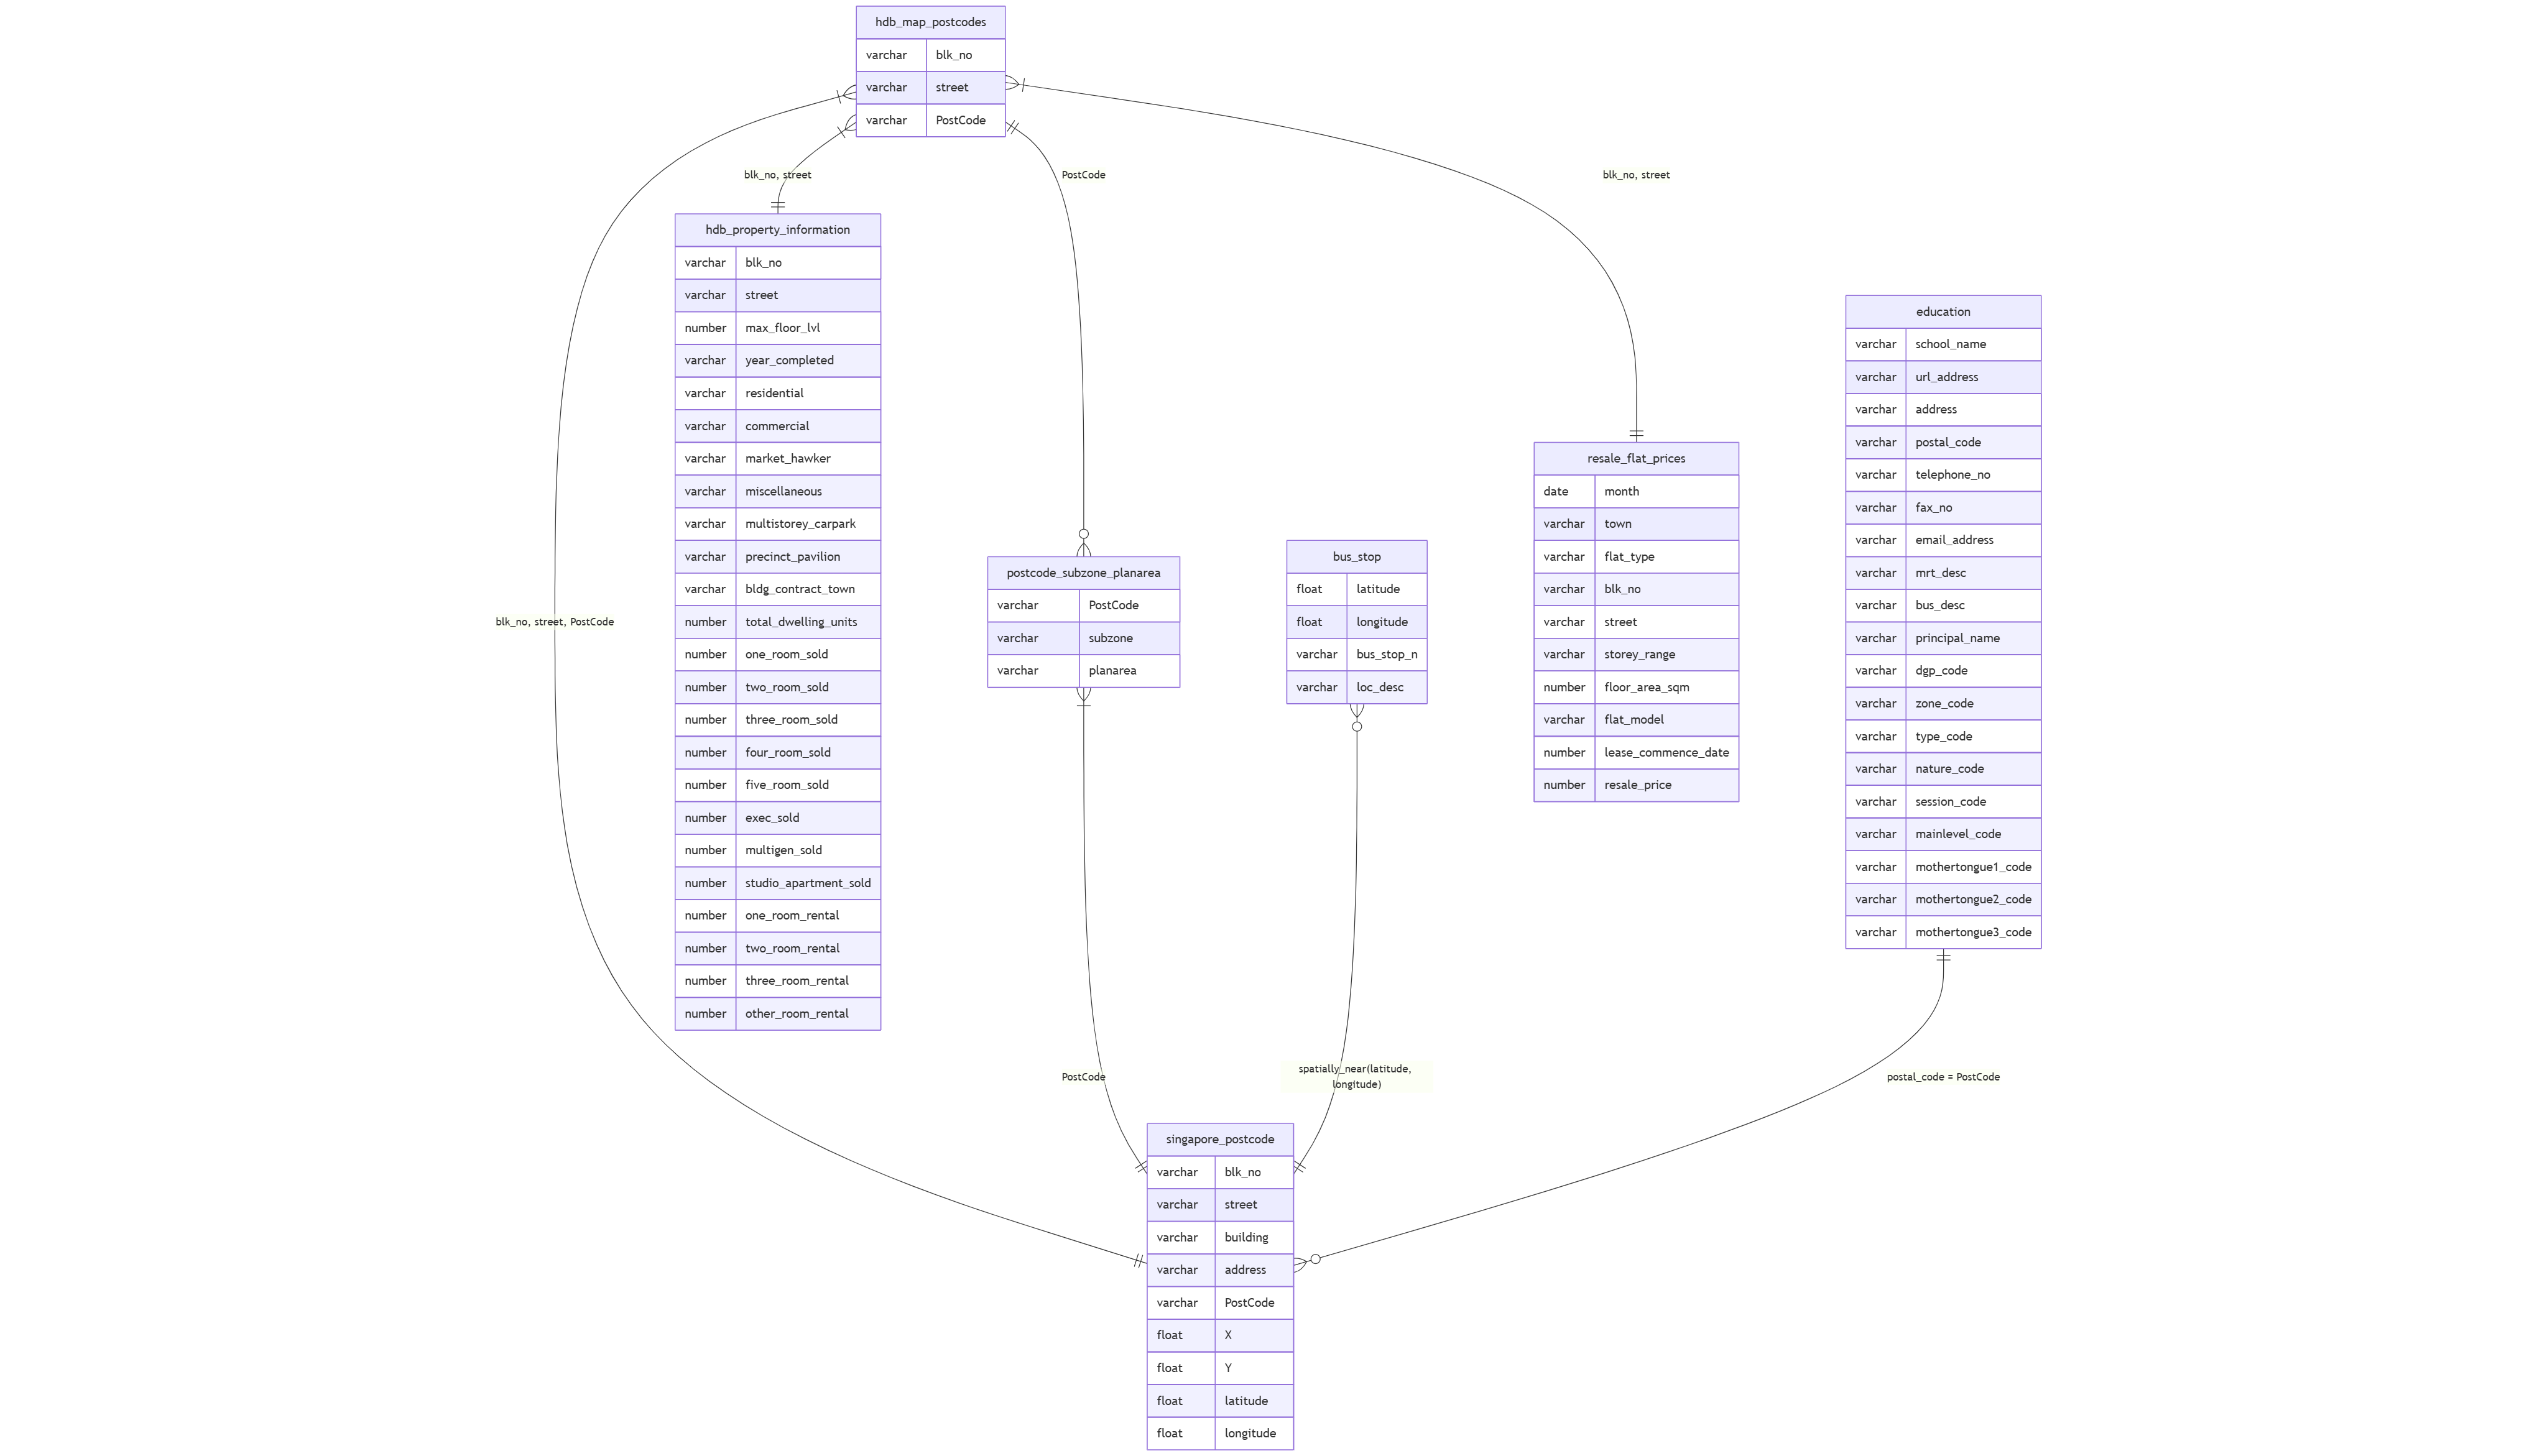 hdb_map_postcodes
varchar blk_no
varchar street
varchar PostCode
blk_no, street
PostCode
blk_no, street
hdb_property_information
varchar blk_no
varchar street
number max_floor_lvl
varchar year_completed
varchar residential
varchar commercial
varchar market_hawker
varchar miscellaneous
varchar multistorey_carpark
varchar precinct_pavilion
varchar bldg_contract_town
number total_dwelling_units
number one_room_sold
number two_room_sold
number three_room_sold
number four_room_sold
number five_room_sold
number exec_sold
number multigen_sold
number studio_apartment_sold
number one_room_rental
number two_room_rental
number three_room_rental
number other_room_rental
education
varchar school_name
varchar url_address
varchar address
varchar postal_code
varchar telephone_no
varchar fax_no
varchar email_address
varchar mrt_desc
varchar bus_desc
varchar principal_name
varchar dgp_code
varchar zone_code
varchar type_code
varchar nature_code
varchar session_code
varchar mainlevel_code
varchar mothertongue1_code
varchar mothertongue2_code
varchar mothertongue3_code
resale_flat_prices
date month
varchar town
varchar flat_type
varchar blk_no
varchar street
varchar storey_range
number floor_area_sqm
varchar flat_model
number lease_commence_date
number resale_price
bus_stop
float latitude
float longitude
varchar bus_stop_n
varchar loc_desc
postcode_subzone_planarea
varchar PostCode
varchar subzone
varchar planarea
blk_no, street, PostCode
PostCode
spatially_near(latitude,
longitude)
postal_code = PostCode
singapore_postcode
varchar blk_no
varchar street
varchar building
varchar address
varchar PostCode
float X
float Y
float latitude
float longitude